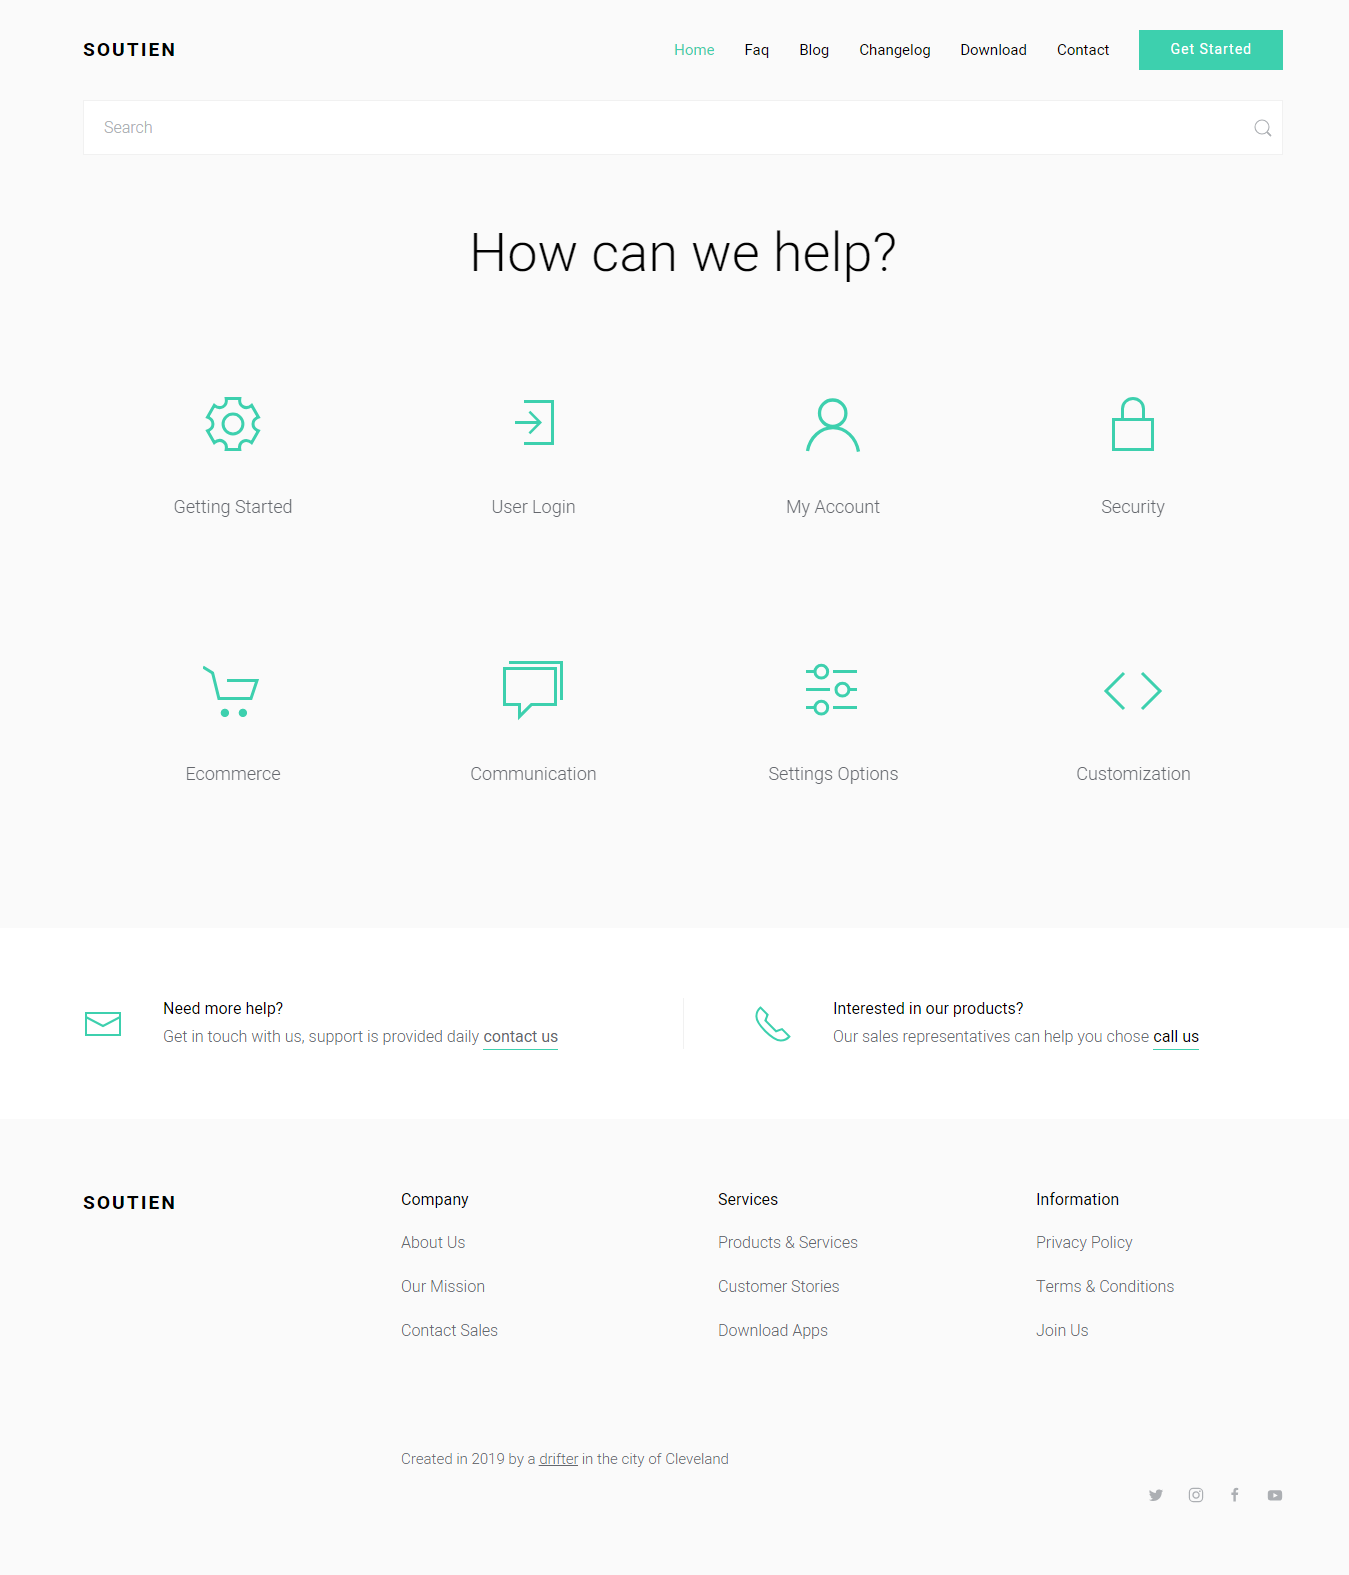 SOUTIEN
Home Faq Blog Changelog Download Contact Get Started
Search
How can we help?
Getting Started User Login My Account Security
Ecommerce Communication Settings Options Customization
Need more help?
Get in touch with us, support is provided daily contact us
Interested in our products?
Our sales representatives can help you chose call us
SOUTIEN
Company
About Us
Our Mission
Contact Sales
Services
Products & Services
Customer Stories
Download Apps
Information
Privacy Policy
Terms & Conditions
Join Us
Created in 2019 by a drifter in the city of Cleveland